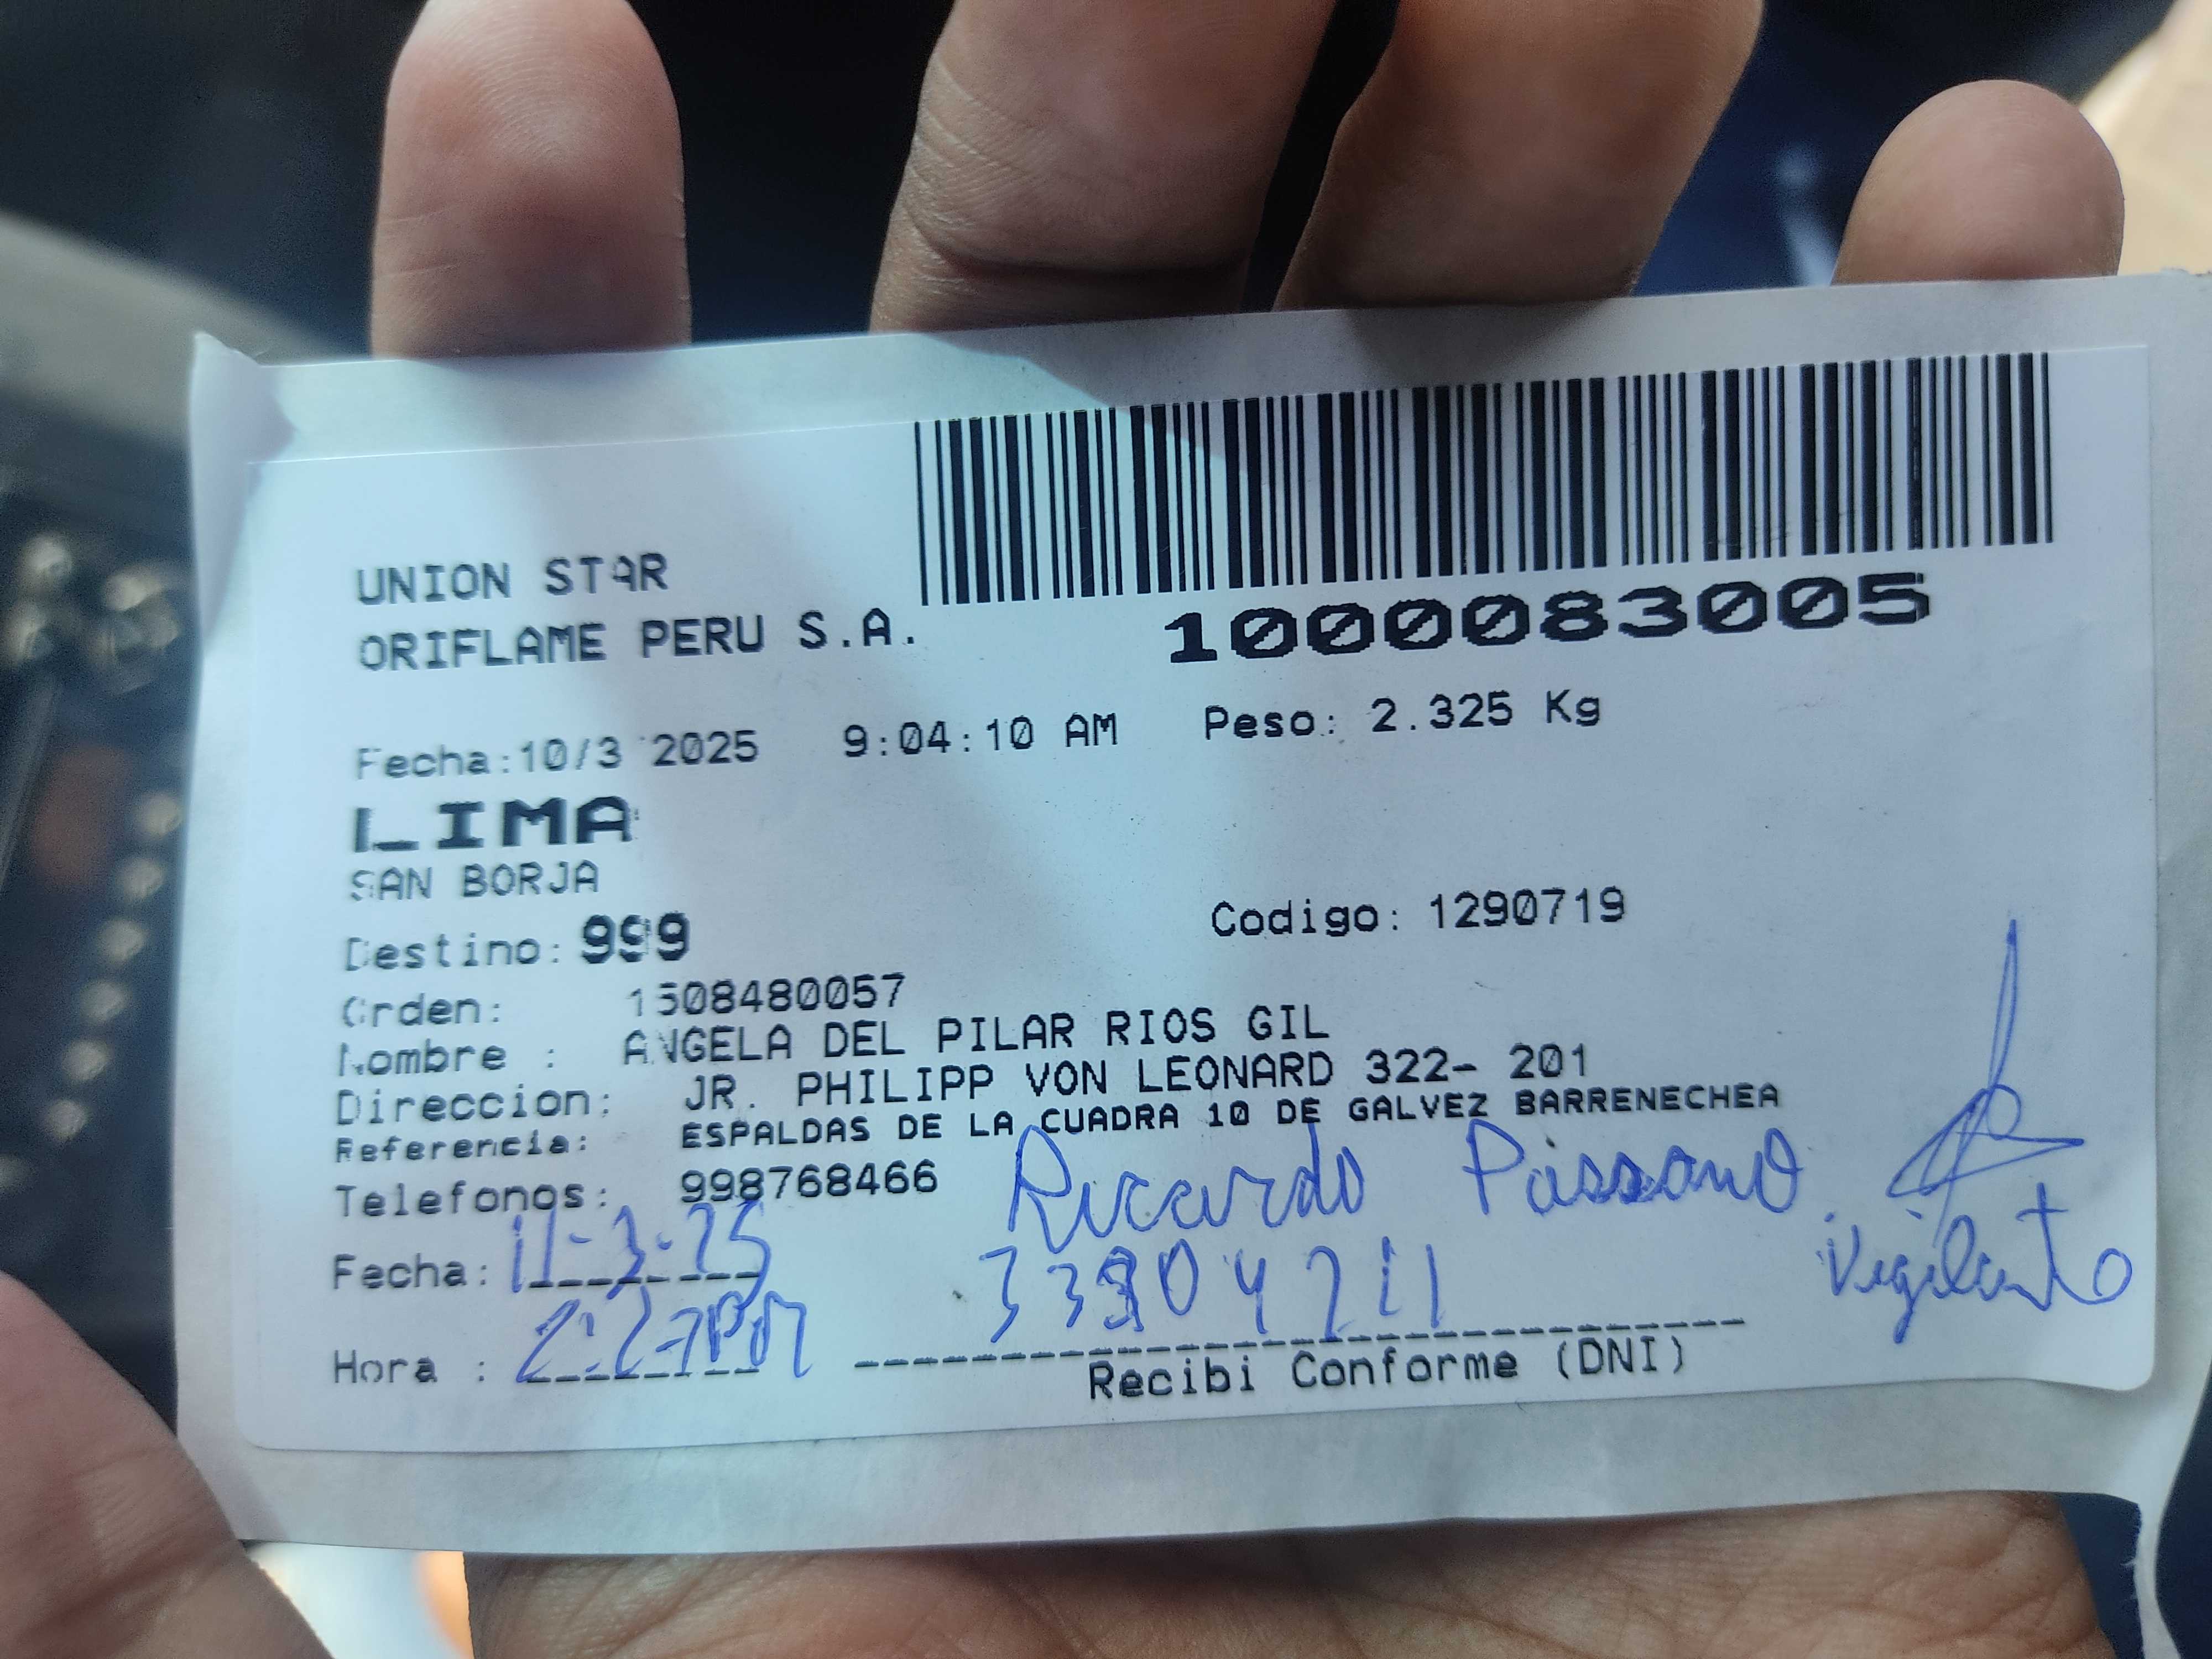 UNION STAR
ORIFLAME PERU S.A.
1000083005
Fecha:10/3 2025 9:04:10 AM Peso: 2.325 Kg
LIMA
SAN BORJA
Destino: 999 Codigo: 1290719
Orden: 1508480057
Nombre : ANGELA DEL PILAR RIOS GIL
Direccion: JR. PHILIPP VON LEONARD 322- 201
Referencia: ESPALDAS DE LA CUADRA 10 DE GALVEZ BARRENECHEA
Telefonos: 998768466 Ricardo Passano
Fecha: 11-3-25 Vigilante
Hora : 2:27PM
Recibi Conforme (DNI)